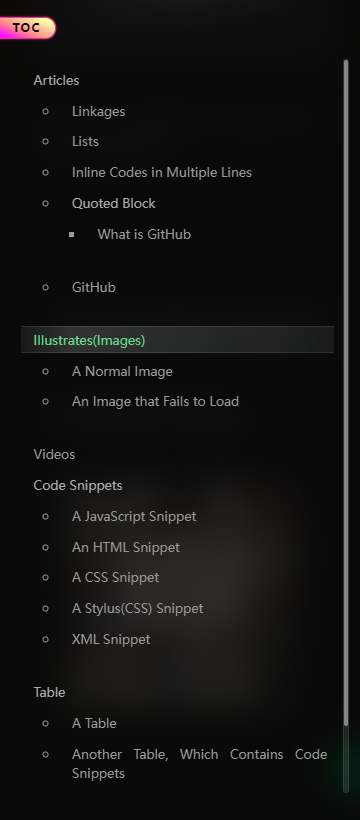 TOC
Articles
Linkages
Lists
Inline Codes in Multiple Lines
Quoted Block
What is GitHub
GitHub
Illustrates(Images)
A Normal Image
An Image that Fails to Load
Videos
Code Snippets
A JavaScript Snippet
An HTML Snippet
A CSS Snippet
A Stylus(CSS) Snippet
XML Snippet
Table
A Table
Another Table, Which Contains Code
Snippets